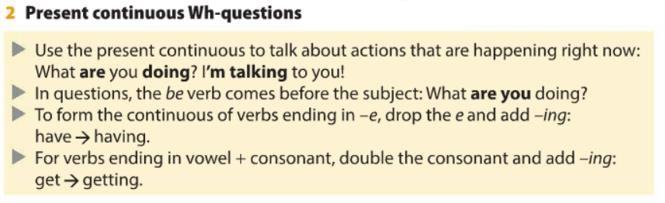 2 Present continuous Wh-questions
▶ Use the present continuous to talk about actions that are happening right now:
What are you doing? I'm talking to you!
▶ In questions, the be verb comes before the subject: What are you doing?
▶ To form the continuous of verbs ending in –e, drop the e and add –ing:
have → having.
▶ For verbs ending in vowel + consonant, double the consonant and add –ing:
get → getting.